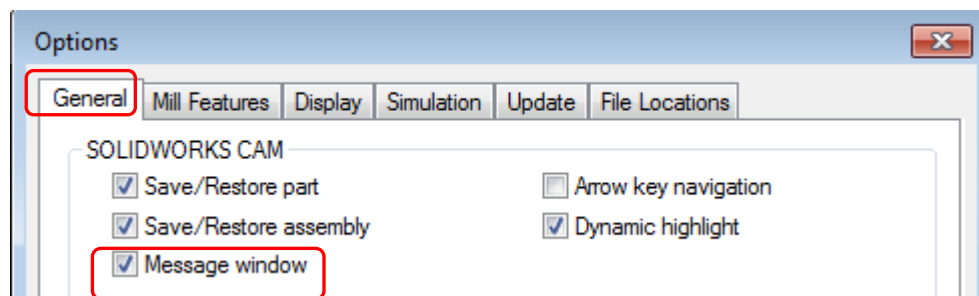 Options
General Mill Features Display Simulation Update File Locations
SOLIDWORKS CAM
Save/Restore part Arrow key navigation
Save/Restore assembly Dynamic highlight
Message window